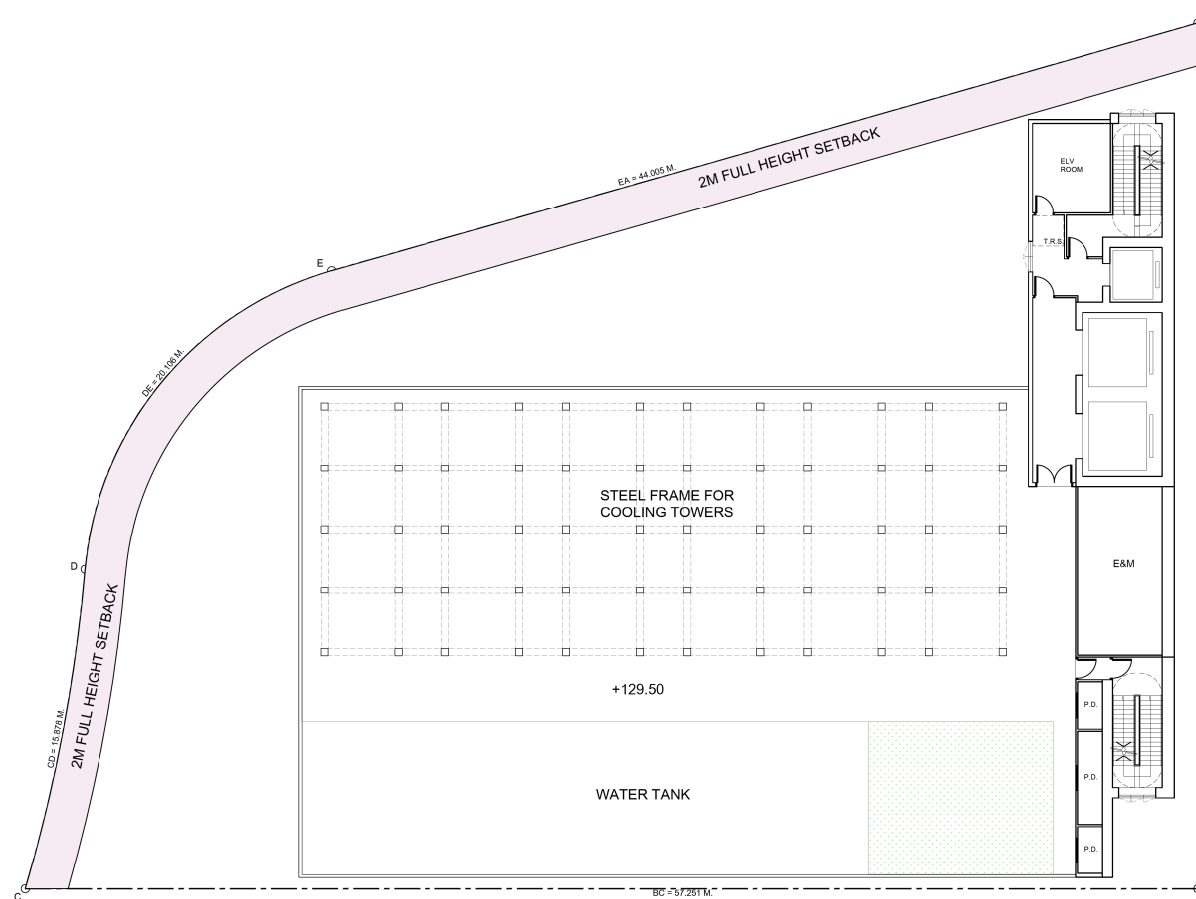 2M FULL HEIGHT SETBACK
EA = 44.005 M.
ELV
ROOM
T.R.S.
E
DE = 20.106 M.
STEEL FRAME FOR
COOLING TOWERS
D
E&M
2M FULL HEIGHT SETBACK
CD = 15.878 M.
+129.50
P.D.
WATER TANK
P.D.
P.D.
C
BC = 57.251 M.